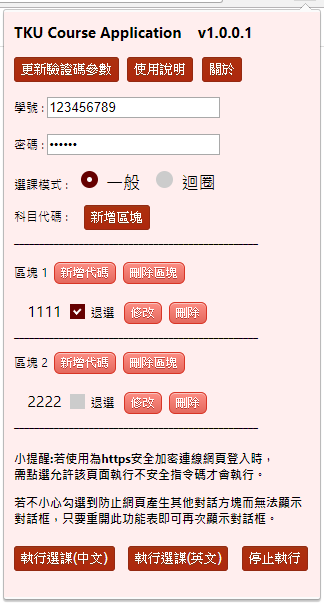 TKU Course Application v1.0.0.1
更新驗證碼參數 使用說明 關於
學號 : 123456789
密碼 : ••••••
選課模式 : 一般 迴圈
科目代碼 : 新增區塊
區塊 1 新增代碼 刪除區塊
1111 退選 修改 刪除
區塊 2 新增代碼 刪除區塊
2222 退選 修改 刪除
小提醒:若使用為https安全加密連線網頁登入時，
需點選允許該頁面執行不安全指令碼才會執行。
若不小心勾選到防止網頁產生其他對話方塊而無法顯示
對話框，只要重開此功能表即可再次顯示對話框。
執行選課(中文) 執行選課(英文) 停止執行